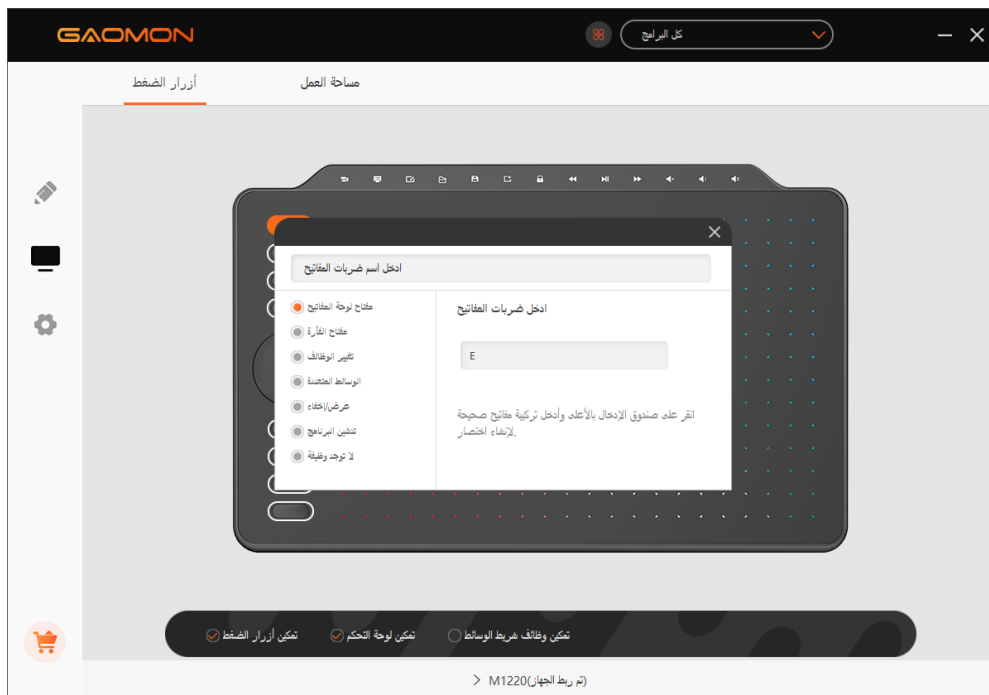 GAOMON
كل البرامج
أزرار الضغط
مساحة العمل
ادخل اسم ضربات المفاتيح
مفتاح لوحة المفاتيح
مفتاح الفأرة
تغيير الوظائف
الوسائط المتعددة
عرض/إخفاء
تدشين البرنامج
لا توجد وظيفة
ادخل ضربات المفاتيح
E
انقر على صندوق الإدخال بالأعلى وأدخل تركيبة مفاتيح صحيحة
لإنشاء اختصار.
تمكين أزرار الضغط
تمكين لوحة التحكم
تمكين وظائف شريط الوسائط
M1220(تم ربط الجهاز)